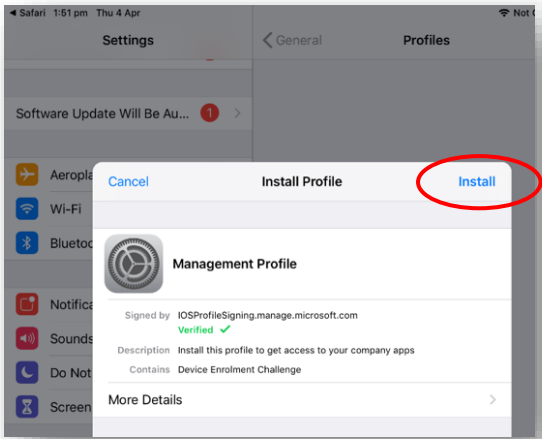 ◀ Safari 1:51 pm Thu 4 Apr
Not
Settings
General
Profiles
Software Update Will Be Au... 1
Aeropla
Cancel
Install Profile
Install
Wi-Fi
Bluetoo
Management Profile
Signed by IOSProfileSigning.manage.microsoft.com
Verified ✓
Notifica
Description Install this profile to get access to your company apps
Sounds
Contains Device Enrolment Challenge
Do Not
More Details
Screen